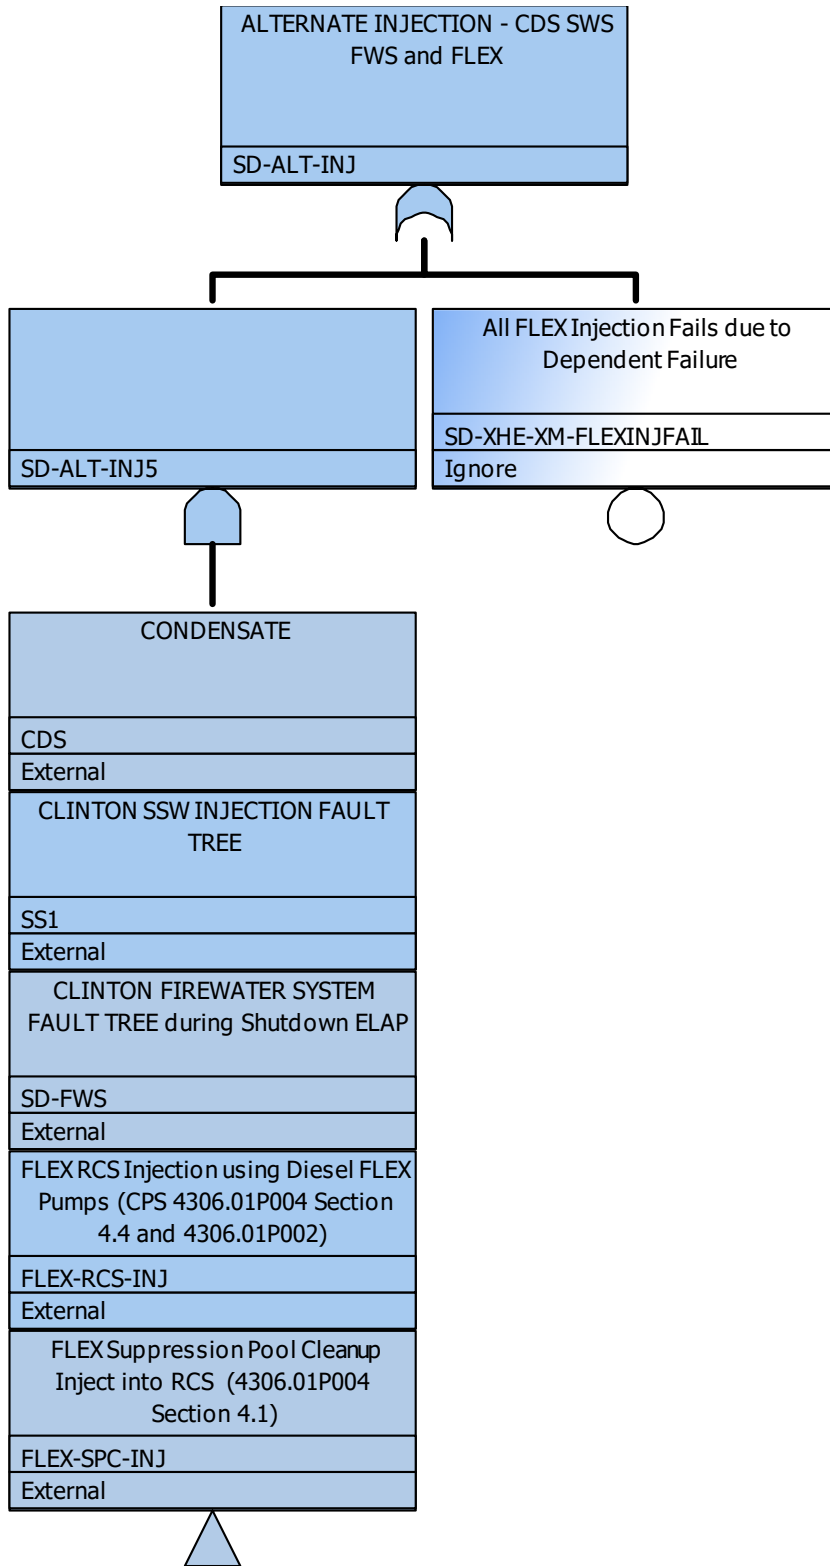 ALTERNATE INJECTION - CDS SWS
FWS and FLEX
SD-ALT-INJ
SD-ALT-INJ5
All FLEX Injection Fails due to
Dependent Failure
SD-XHE-XM-FLEXINJFAIL
Ignore
CONDENSATE
CDS
External
CLINTON SSW INJECTION FAULT
TREE
SS1
External
CLINTON FIREWATER SYSTEM
FAULT TREE during Shutdown ELAP
SD-FWS
External
FLEX RCS Injection using Diesel FLEX
Pumps (CPS 4306.01P004 Section
4.4 and 4306.01P002)
FLEX-RCS-INJ
External
FLEX Suppression Pool Cleanup
Inject into RCS (4306.01P004
Section 4.1)
FLEX-SPC-INJ
External